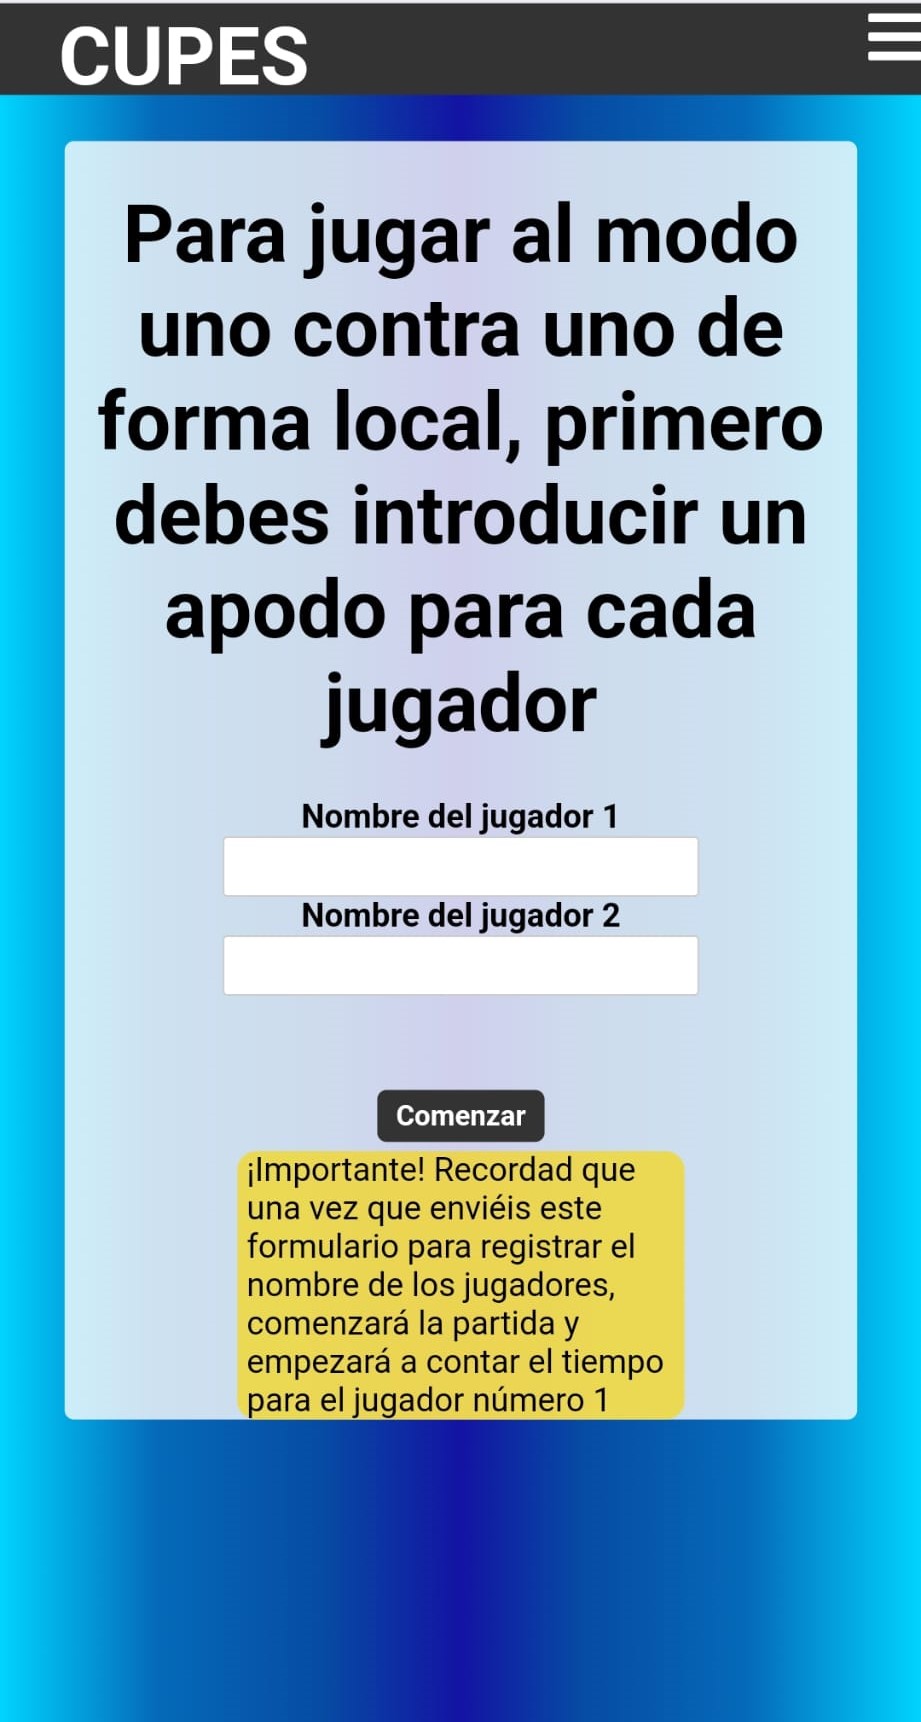 CUPES
Para jugar al modo
uno contra uno de
forma local, primero
debes introducir un
apodo para cada
jugador
Nombre del jugador 1
Nombre del jugador 2
Comenzar
¡Importante! Recordad que
una vez que enviéis este
formulario para registrar el
nombre de los jugadores,
comenzará la partida y
empezará a contar el tiempo
para el jugador número 1